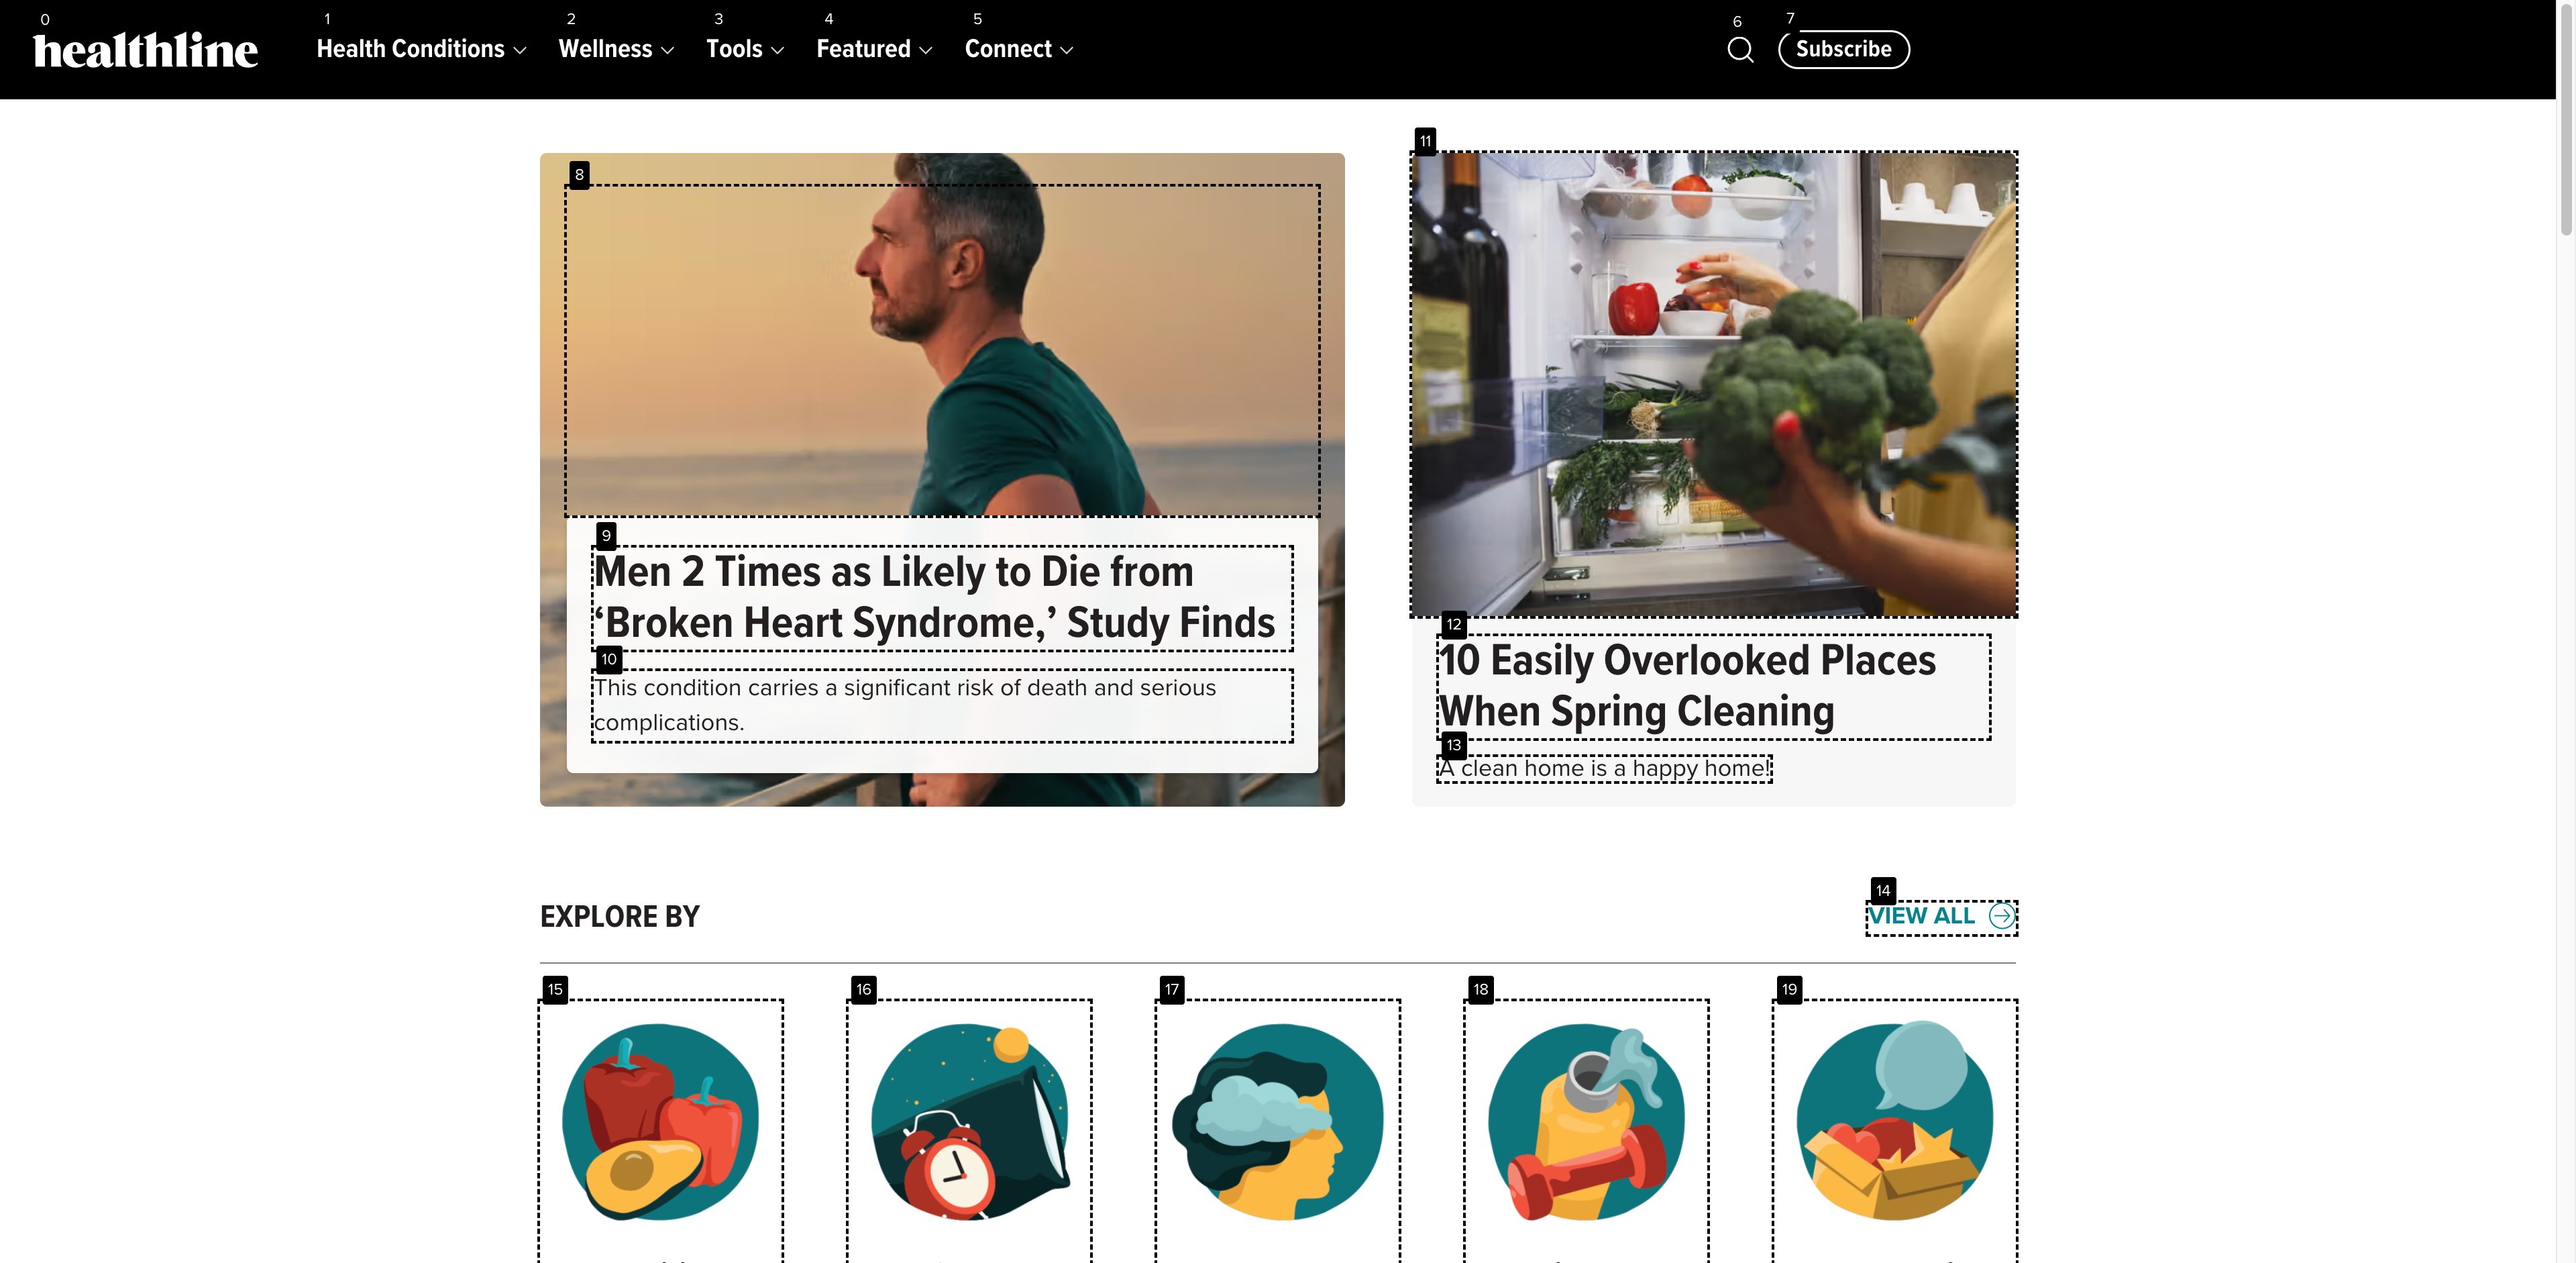 0
1
2
3
4
5
6
7
healthline
Health Conditions
Wellness
Tools
Featured
Connect
Subscribe
8
11
9
Men 2 Times as Likely to Die from
‘Broken Heart Syndrome,’ Study Finds
10
This condition carries a significant risk of death and serious
complications.
12
10 Easily Overlooked Places
When Spring Cleaning
13
A clean home is a happy home!
EXPLORE BY
14
VIEW ALL
15
16
17
18
19